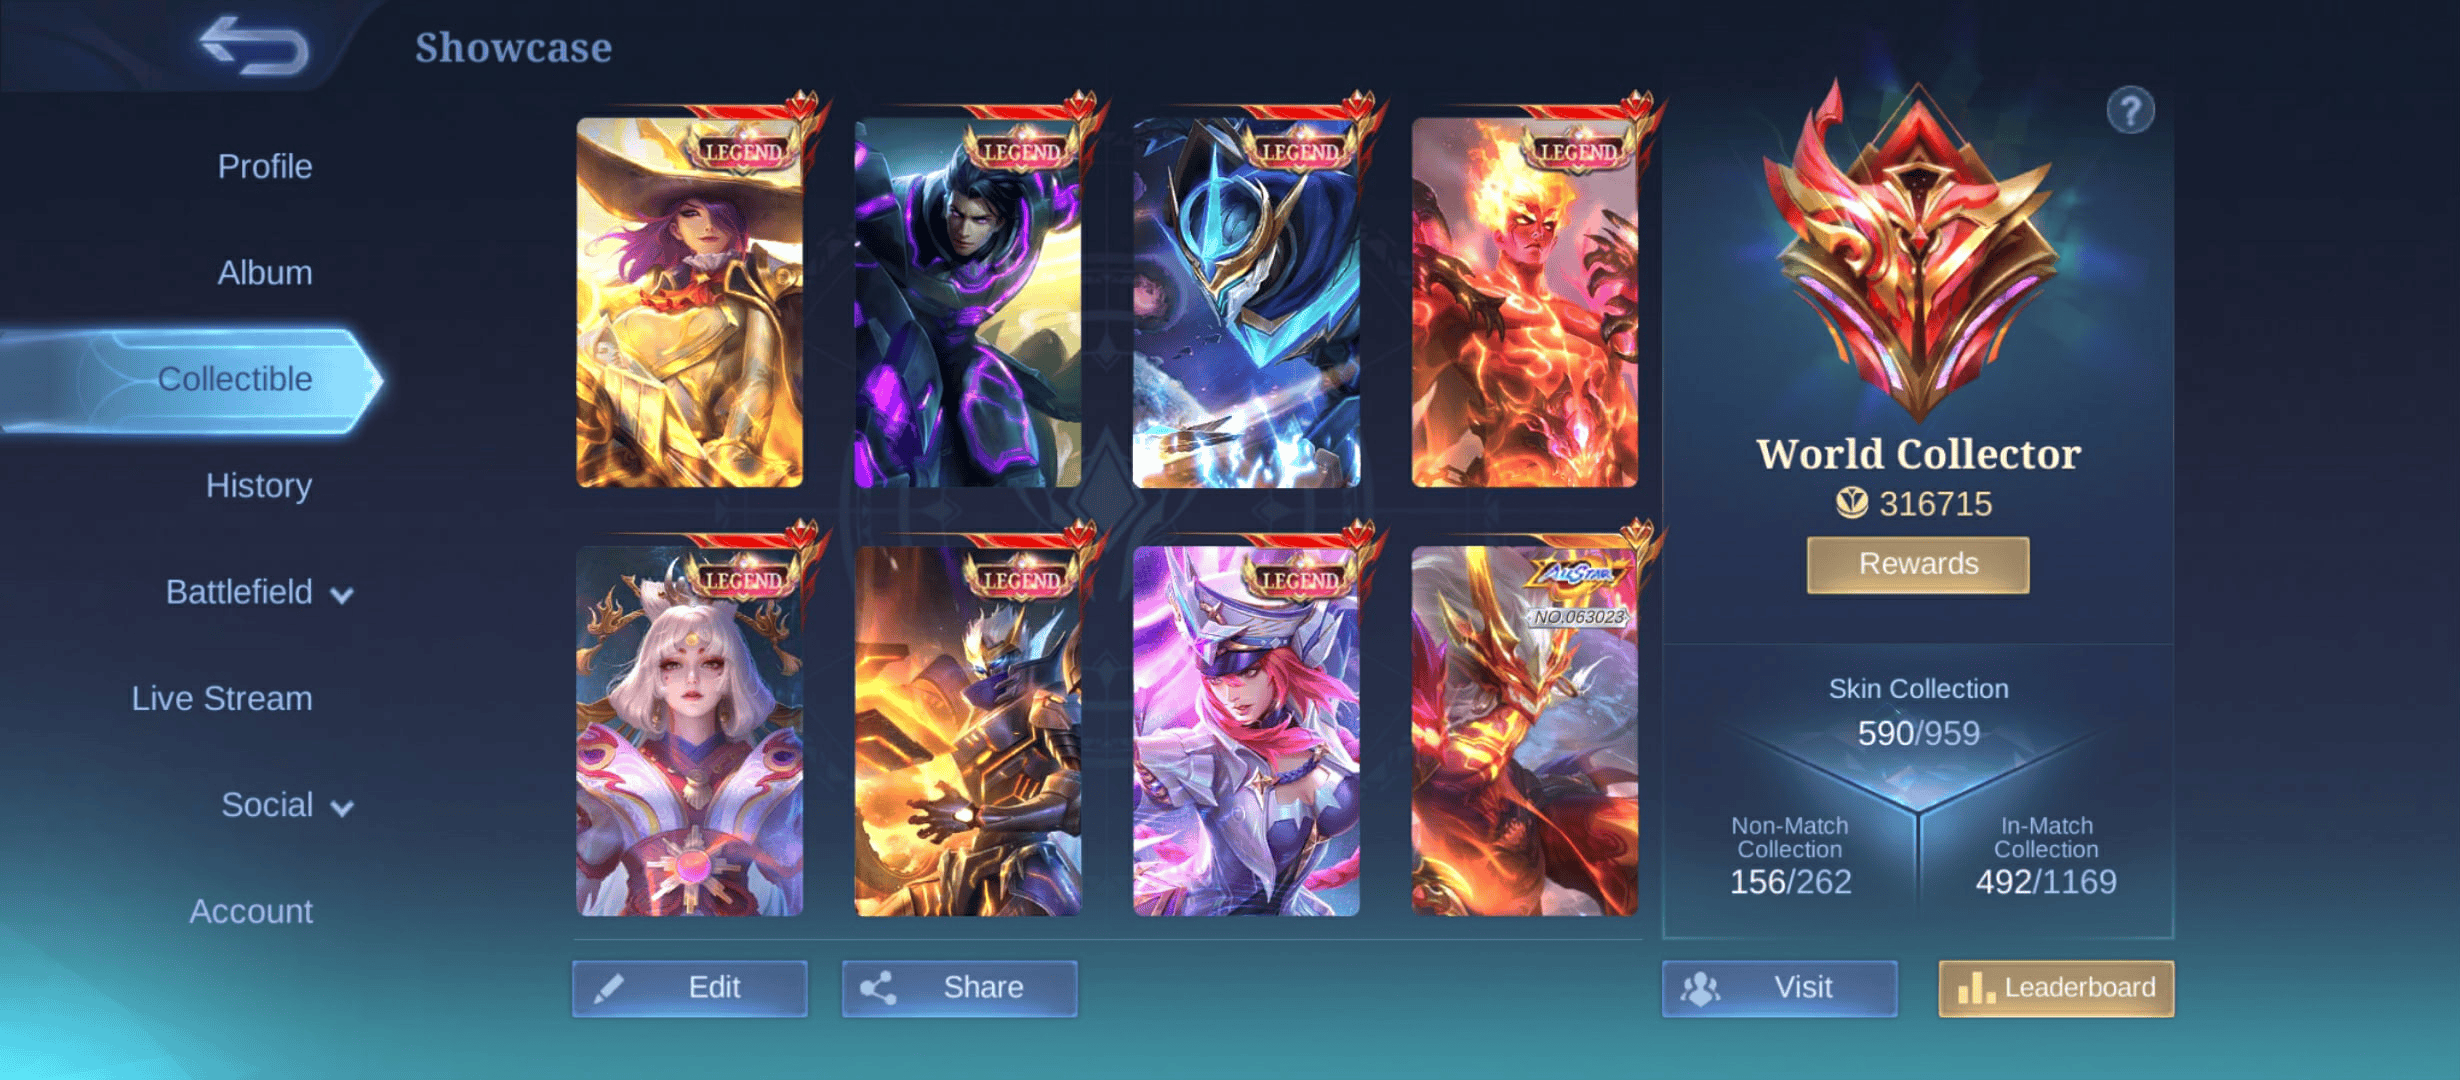 Showcase
Profile
Album
Collectible
History
Battlefield
Live Stream
Social
Account
LEGEND
LEGEND
LEGEND
LEGEND
LEGEND
LEGEND
LEGEND
ALLSTAR
NO.063023
Edit
Share
?
World Collector
316715
Rewards
Skin Collection
590/959
Non-Match
Collection
156/262
In-Match
Collection
492/1169
Visit
Leaderboard